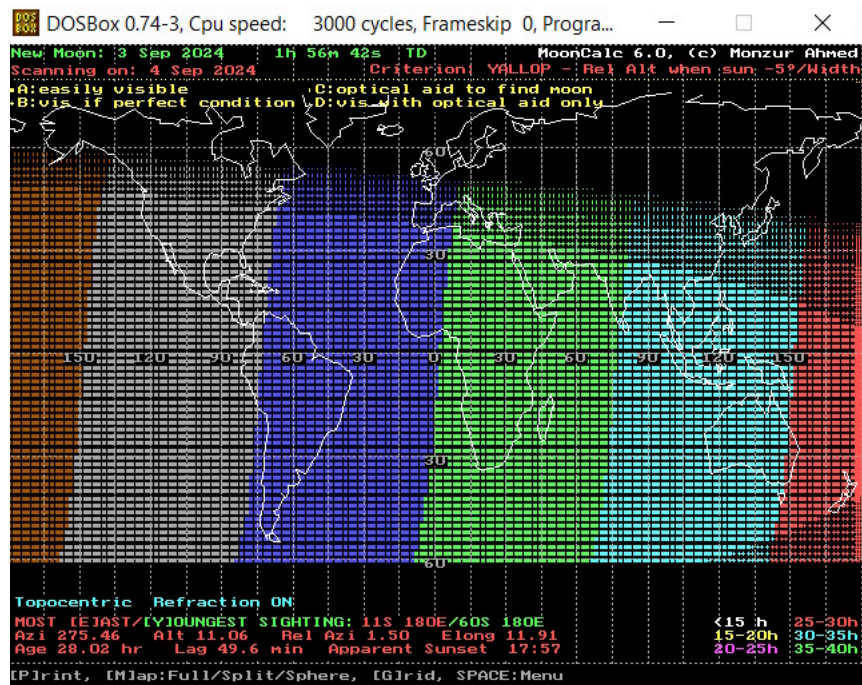 DOSBox 0.74-3, Cpu speed: 3000 cycles, Frameskip 0, Progra...
New Moon: 3 Sep 2024 1h 56m 42s TD MoonCalc 6.0, (c) Monzur Ahmed
Scanning on: 4 Sep 2024 Criterion: YALLOP - Rel Alt when sun -5º/Width
A:easily visible C:optical aid to find moon
B:vis if perfect condition D:vis with optical aid only
60
30
150 120 90 60 30 0 30 60 90 120 150
30
60
Topocentric Refraction ON
MOST [E]AST/[Y]OUNGEST SIGHTING: 11S 180E/60S 180E <15 h 25-30h
Azi 275.46 Alt 11.06 Rel Azi 1.50 Elong 11.91 15-20h 30-35h
Age 28.02 hr Lag 49.6 min Apparent Sunset 17:57 20-25h 35-40h
[P]rint, [M]ap:Full/Split/Sphere, [G]rid, SPACE:Menu